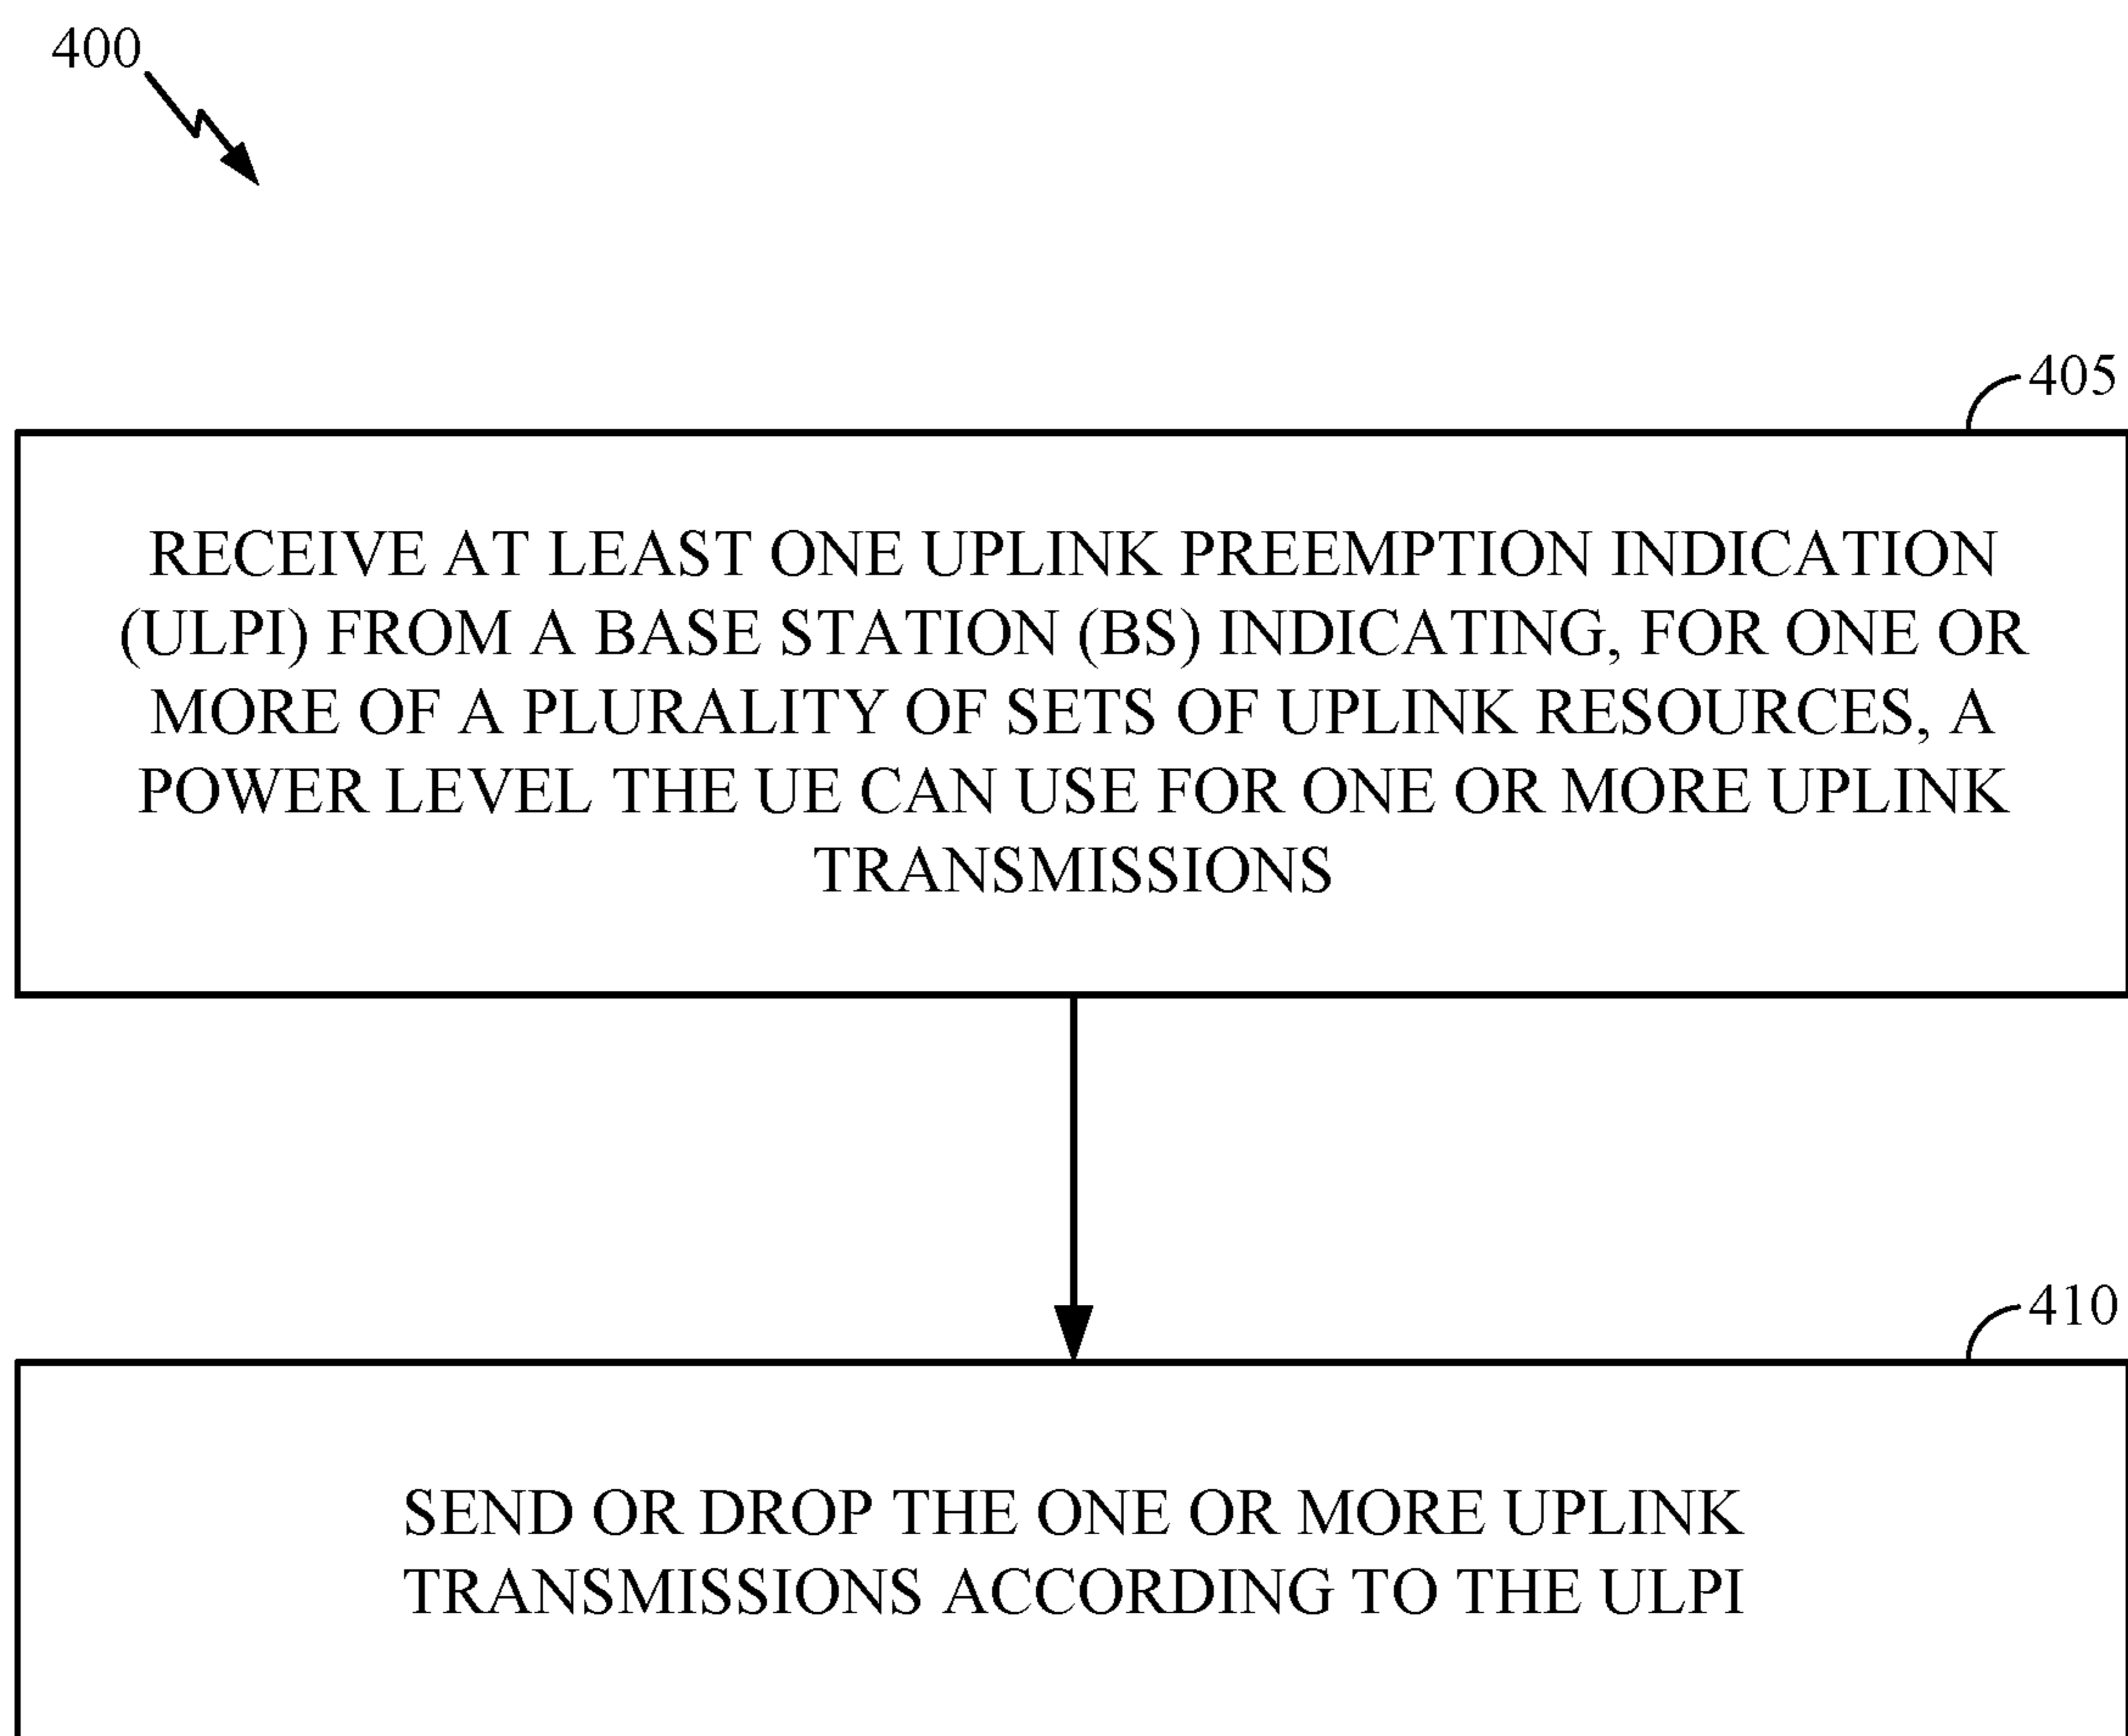 400
405
RECEIVE AT LEAST ONE UPLINK PREEMPTION INDICATION
(ULPI) FROM A BASE STATION (BS) INDICATING, FOR ONE OR
MORE OF A PLURALITY OF SETS OF UPLINK RESOURCES, A
POWER LEVEL THE UE CAN USE FOR ONE OR MORE UPLINK
TRANSMISSIONS
410
SEND OR DROP THE ONE OR MORE UPLINK
TRANSMISSIONS ACCORDING TO THE ULPI